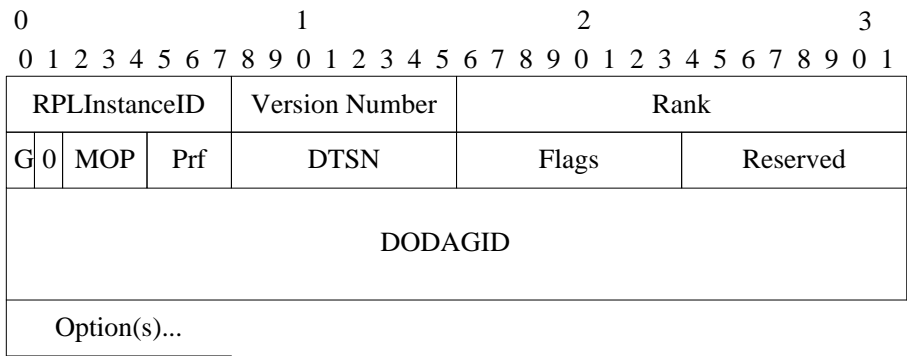 0 1 2 3
0 1 2 3 4 5 6 7 8 9 0 1 2 3 4 5 6 7 8 9 0 1 2 3 4 5 6 7 8 9 0 1
RPLInstanceID Version Number Rank
G 0 MOP Prf DTSN Flags Reserved
DODAGID
Option(s)...